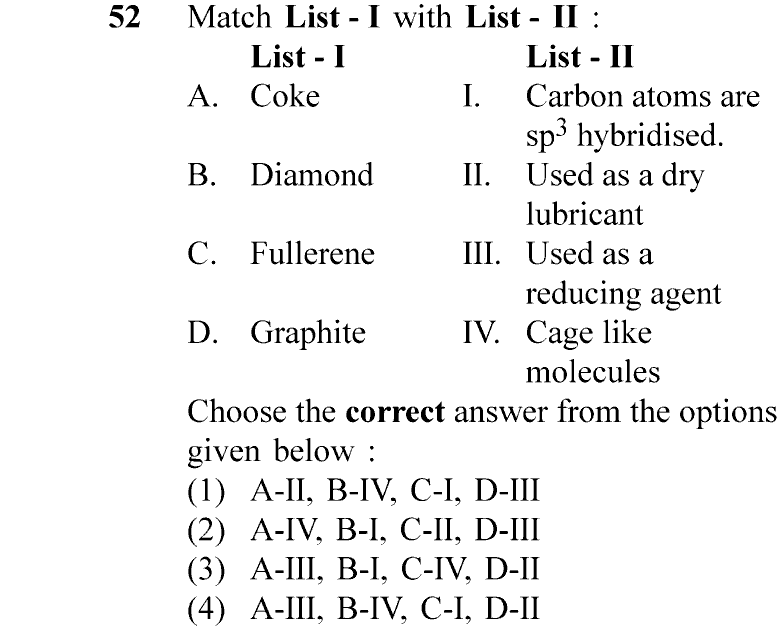 52 Match List - I with List - II :
List - I List - II
A. Coke I. Carbon atoms are
sp³ hybridised.
B. Diamond II. Used as a dry
lubricant
C. Fullerene III. Used as a
reducing agent
D. Graphite IV. Cage like
molecules
Choose the correct answer from the options
given below :
(1) A-II, B-IV, C-I, D-III
(2) A-IV, B-I, C-II, D-III
(3) A-III, B-I, C-IV, D-II
(4) A-III, B-IV, C-I, D-II